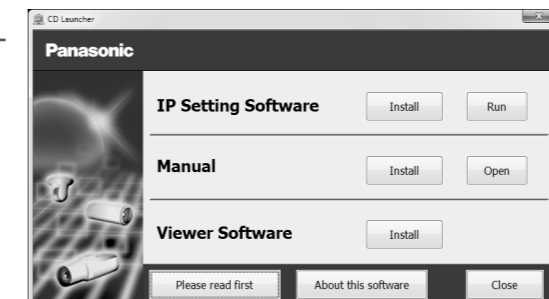 CD Launcher
Panasonic
IP Setting Software Install Run
Manual Install Open
Viewer Software Install
Please read first About this software Close